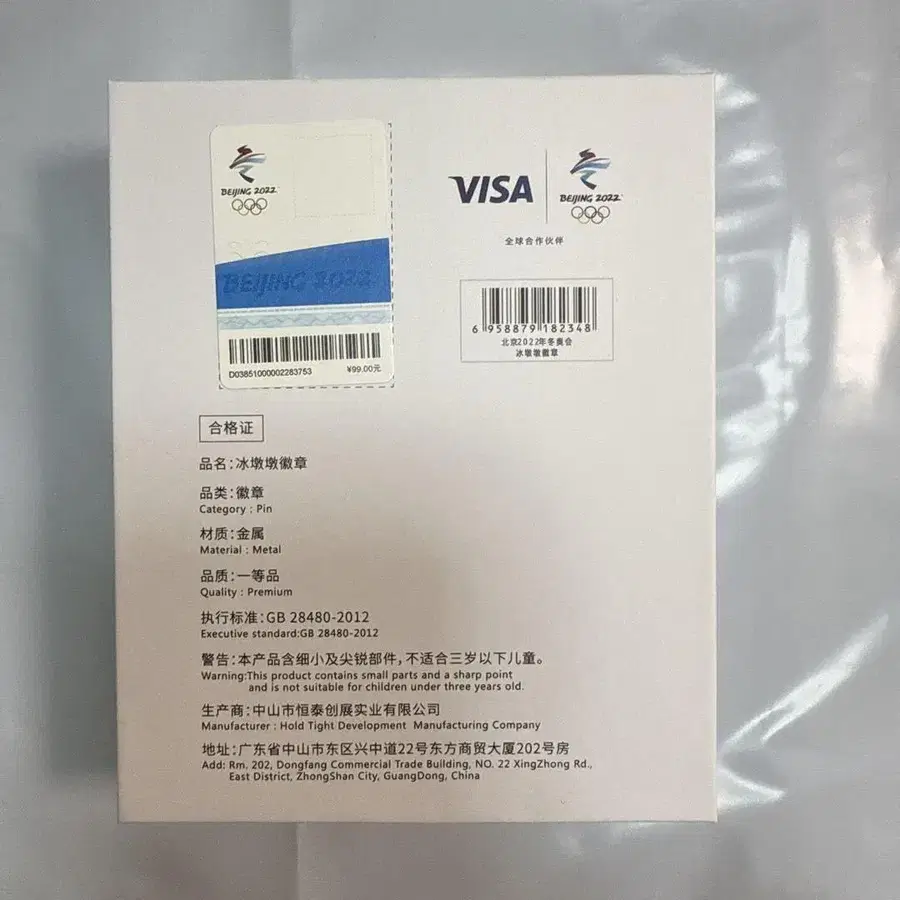 BEIJING 2022
BEIJING 2022
D03851000002283753
¥99.00元
VISA
BEIJING 2022
全球合作伙伴
6 958879 182348
北京2022年冬奥会
冰墩墩徽章
合格证
品名:冰墩墩徽章
品类:徽章
Category : Pin
材质:金属
Material : Metal
品质:一等品
Quality : Premium
执行标准:GB 28480-2012
Executive standard:GB 28480-2012
警告:本产品含细小及尖锐部件,不适合三岁以下儿童。
Warning:This product contains small parts and a sharp point
and is not suitable for children under three years old.
生产商:中山市恒泰创展实业有限公司
Manufacturer : Hold Tight Development Manufacturing Company
地址:广东省中山市东区兴中道22号东方商贸大厦202号房
Add: Rm. 202, Dongfang Commercial Trade Building, NO. 22 XingZhong Rd.,
East District, ZhongShan City, GuangDong, China